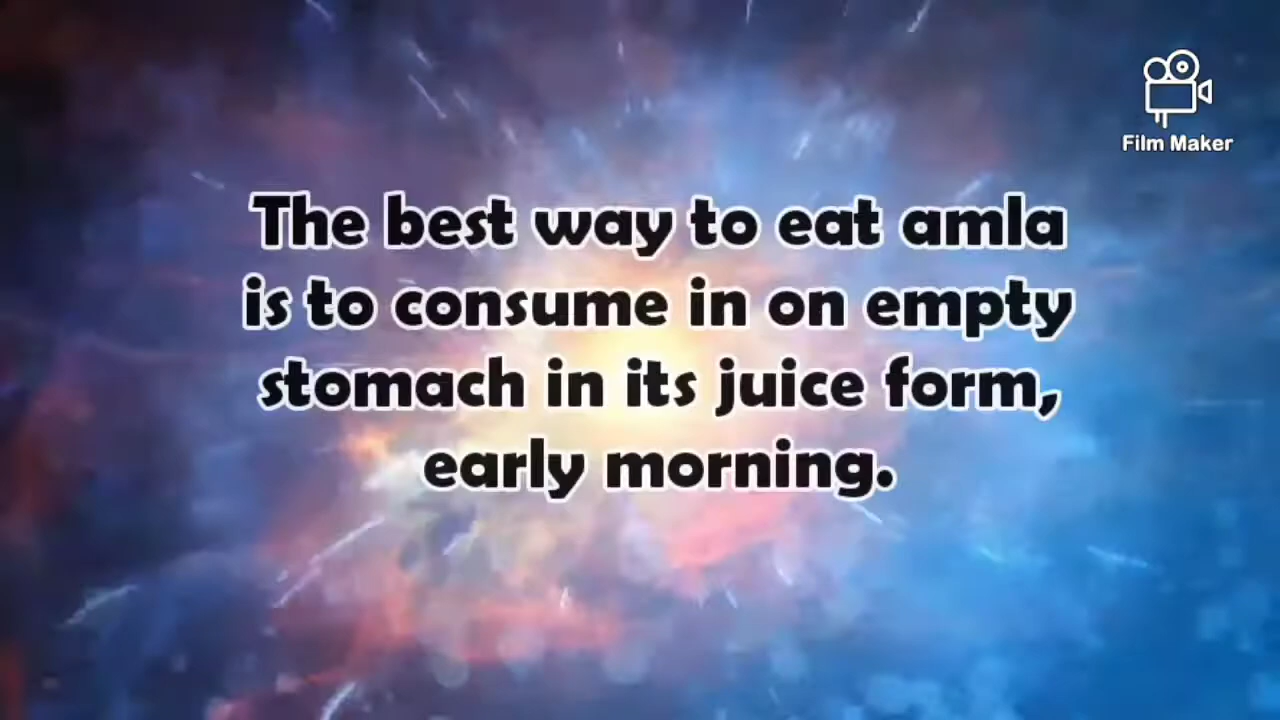 Film Maker
The best way to eat amla
is to consume in on empty
stomach in its juice form,
early morning.